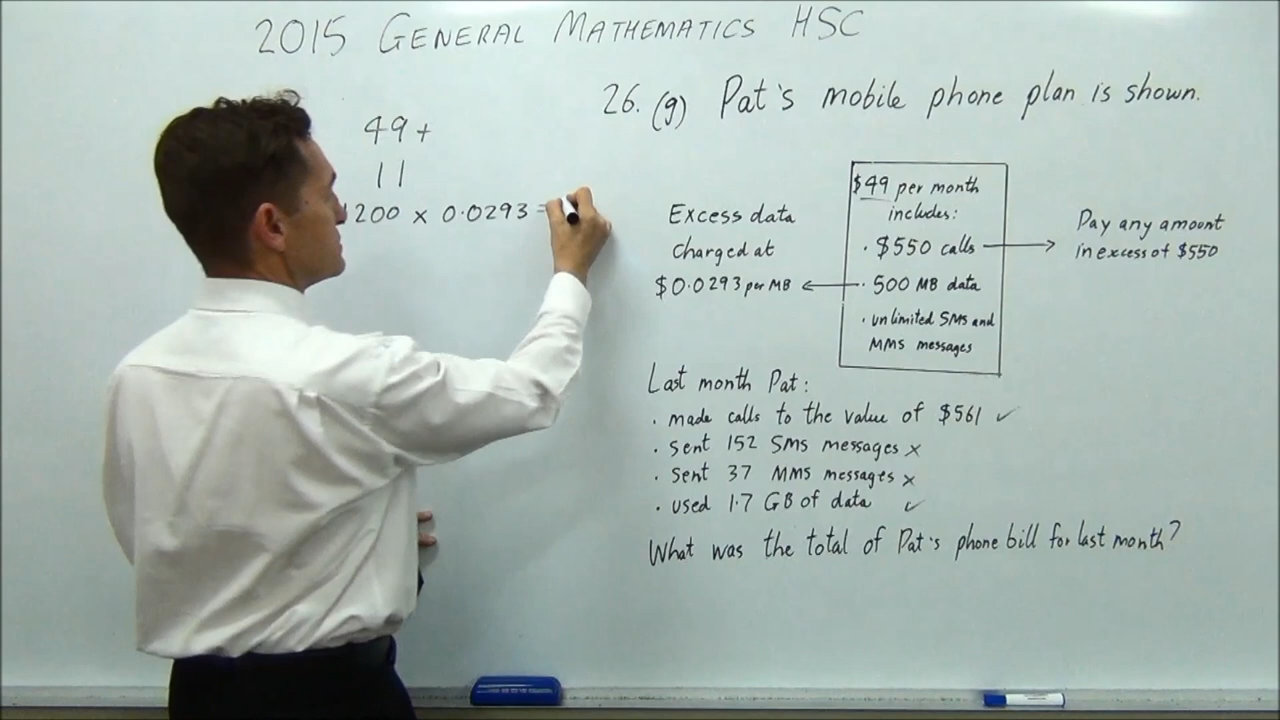 2015 GENERAL MATHEMATICS HSC
49+
11
200 x 0.0293 =
26. (g) Pat's mobile phone plan is shown.
Excess data
charged at
$0.0293 per MB
$49 per month
includes:
· $550 calls
· 500 MB data
· unlimited SMS and
MMS messages
Pay any amount
in excess of $550
Last month Pat:
· made calls to the value of $561 ✓
· sent 152 SMS messages x
· sent 37 MMS messages x
· used 1.7 GB of data ✓
What was the total of Pat's phone bill for last month?